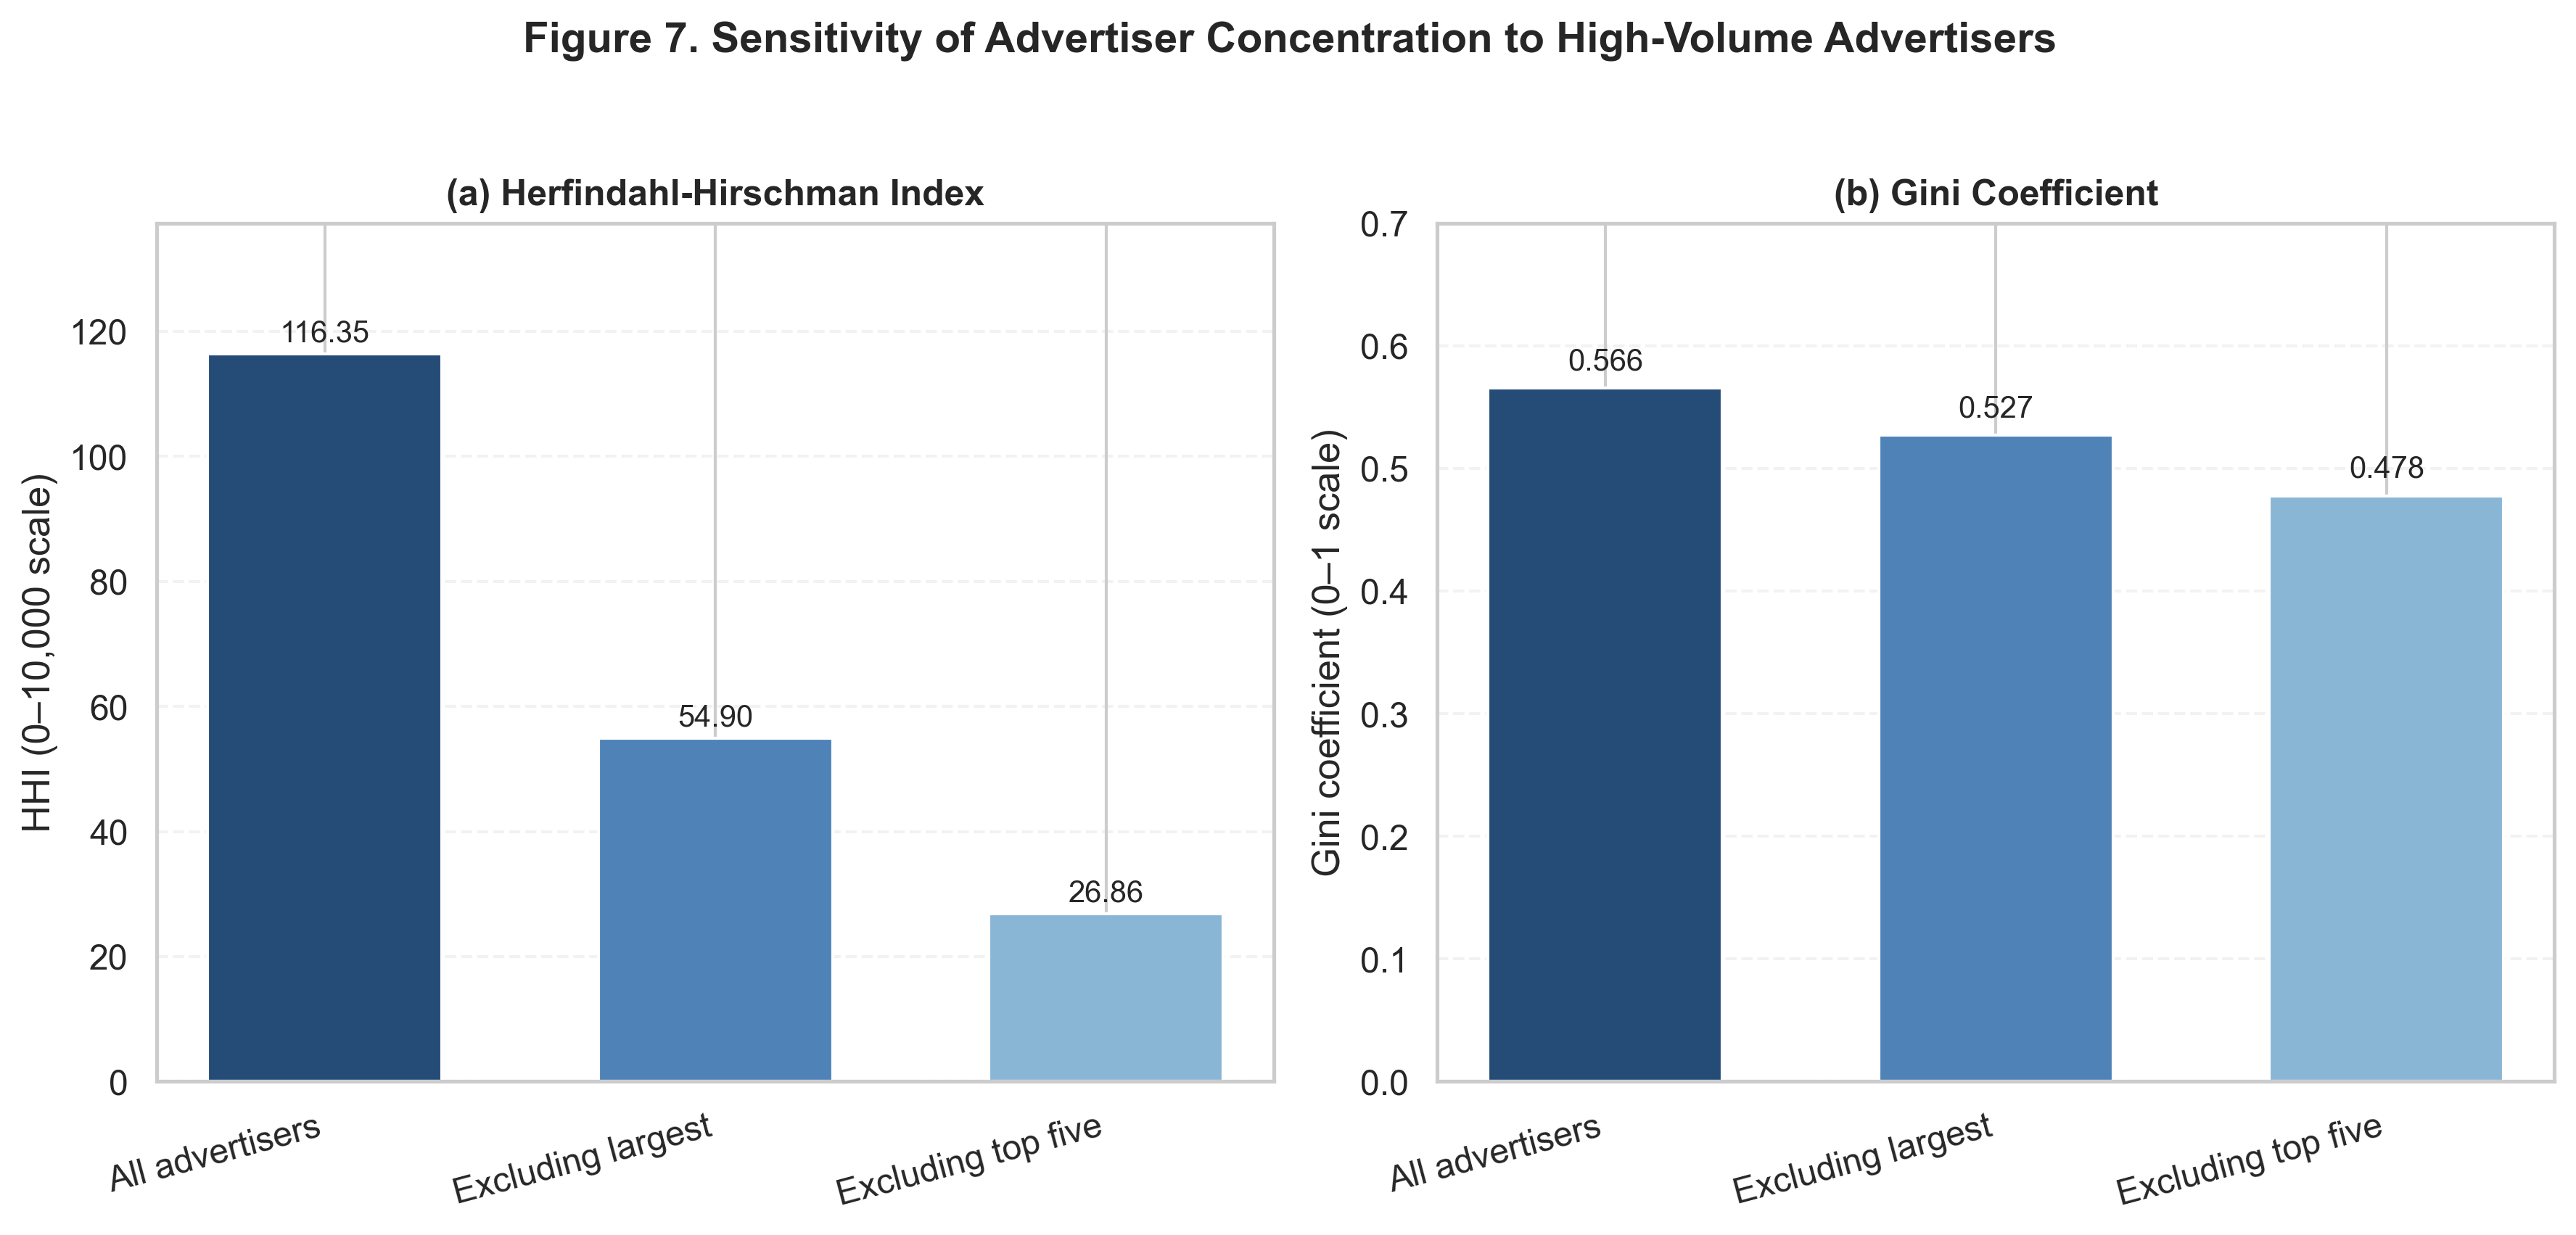 Figure 7. Sensitivity of Advertiser Concentration to High-Volume Advertisers
(a) Herfindahl-Hirschman Index
HHI (0–10,000 scale)
120
100
80
60
40
20
0
116.35
54.90
26.86
All advertisers
Excluding largest
Excluding top five
(b) Gini Coefficient
Gini coefficient (0–1 scale)
0.7
0.6
0.5
0.4
0.3
0.2
0.1
0.0
0.566
0.527
0.478
All advertisers
Excluding largest
Excluding top five